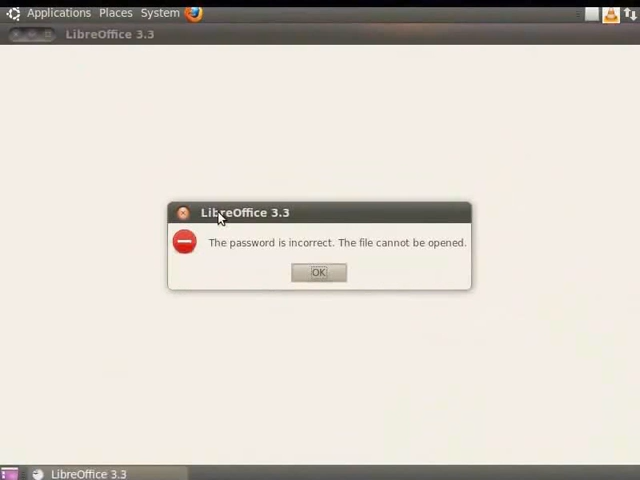 Applications Places System
LibreOffice 3.3
LibreOffice 3.3
The password is incorrect. The file cannot be opened.
OK
LibreOffice 3.3